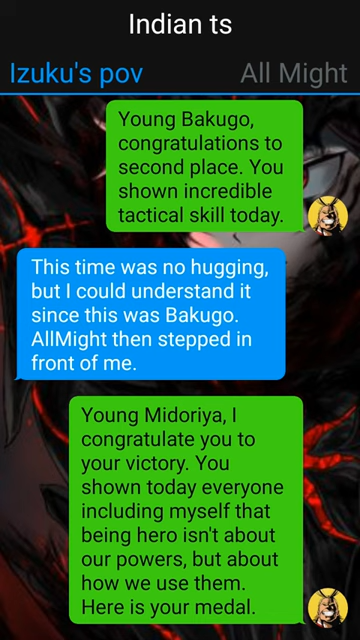 Indian ts
Izuku's pov
All Might
Young Bakugo,
congratulations to
second place. You
shown incredible
tactical skill today.
This time was no hugging,
but I could understand it
since this was Bakugo.
AllMight then stepped in
front of me.
Young Midoriya, I
congratulate you to
your victory. You
shown today everyone
including myself that
being hero isn't about
our powers, but about
how we use them.
Here is your medal.